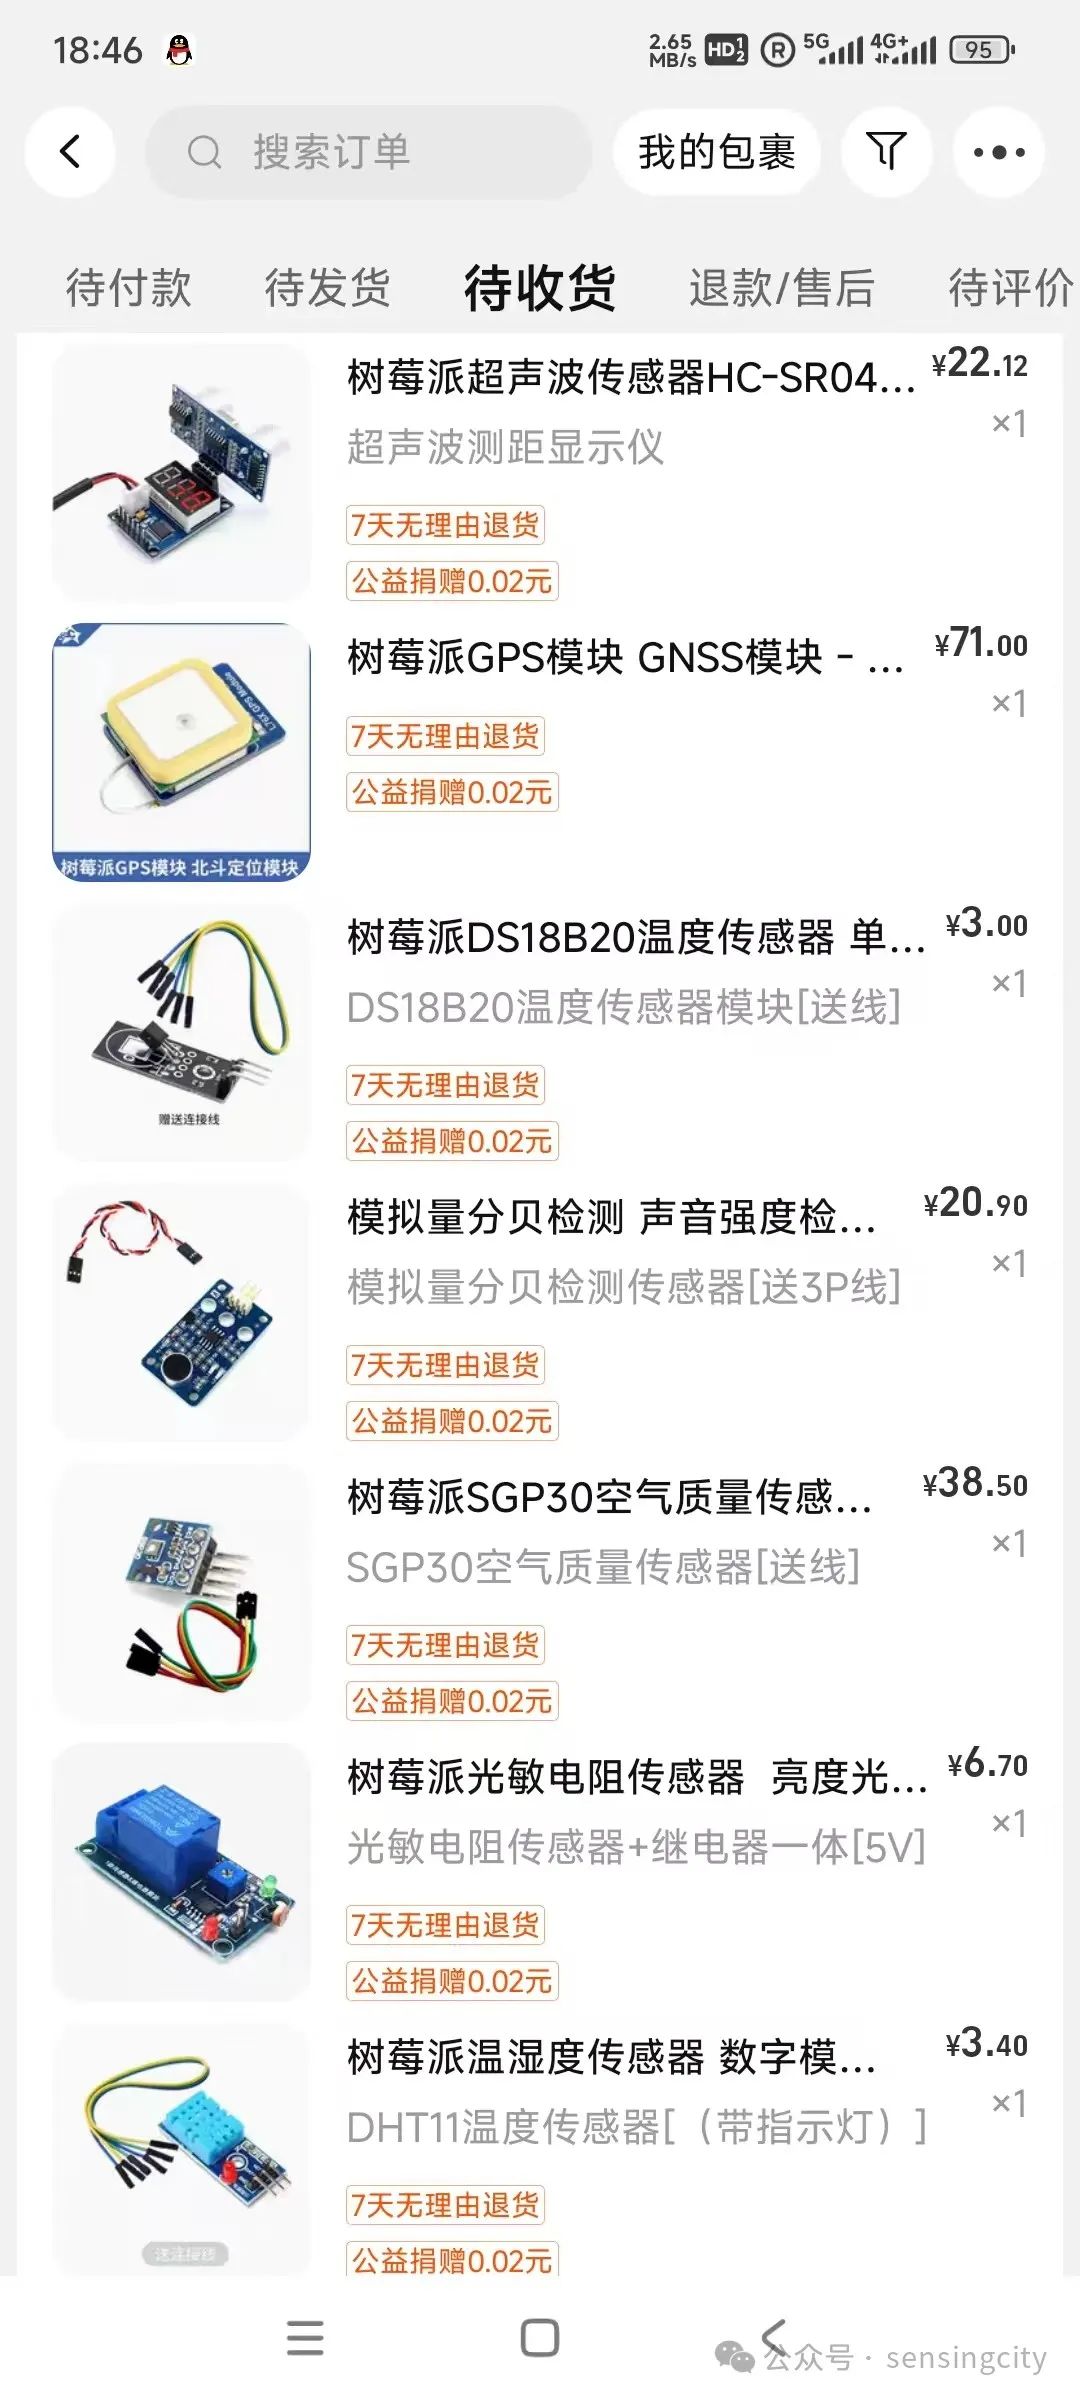 18:46
2.65
MB/s
HD 1 2
R
5G
4G+
95
搜索订单
我的包裹
待付款
待发货
待收货
退款/售后
待评价
树莓派超声波传感器HC-SR04...
¥22.12
超声波测距显示仪
×1
7天无理由退货
公益捐赠0.02元
树莓派GPS模块 GNSS模块 - ...
¥71.00
×1
7天无理由退货
公益捐赠0.02元
L76X GPS Module
树莓派GPS模块 北斗定位模块
树莓派DS18B20温度传感器 单...
¥3.00
DS18B20温度传感器模块[送线]
×1
7天无理由退货
公益捐赠0.02元
赠送连接线
模拟量分贝检测 声音强度检...
¥20.90
模拟量分贝检测传感器[送3P线]
×1
7天无理由退货
公益捐赠0.02元
树莓派SGP30空气质量传感...
¥38.50
SGP30空气质量传感器[送线]
×1
7天无理由退货
公益捐赠0.02元
树莓派光敏电阻传感器 亮度光...
¥6.70
光敏电阻传感器+继电器一体[5V]
×1
7天无理由退货
公益捐赠0.02元
树莓派温湿度传感器 数字模...
¥3.40
DHT11温度传感器[（带指示灯）]
×1
7天无理由退货
公益捐赠0.02元
送连接线
公众号 · sensingcity